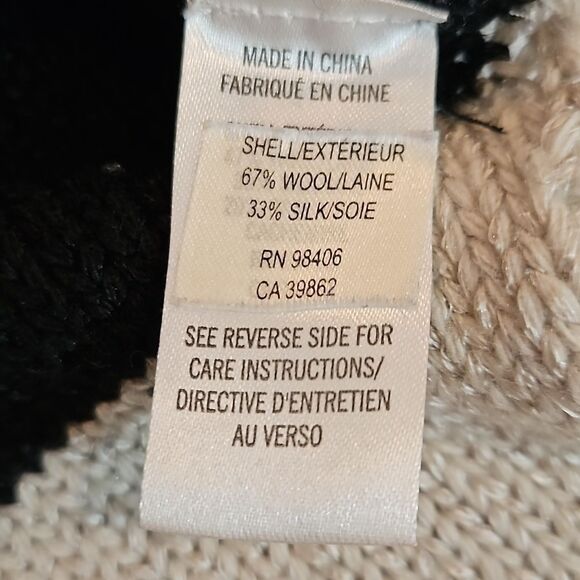 MADE IN CHINA
FABRIQUÉ EN CHINE
SHELL/EXTÉRIEUR
67% WOOL/LAINE
33% SILK/SOIE
RN 98406
CA 39862
SEE REVERSE SIDE FOR
CARE INSTRUCTIONS/
DIRECTIVE D'ENTRETIEN
AU VERSO